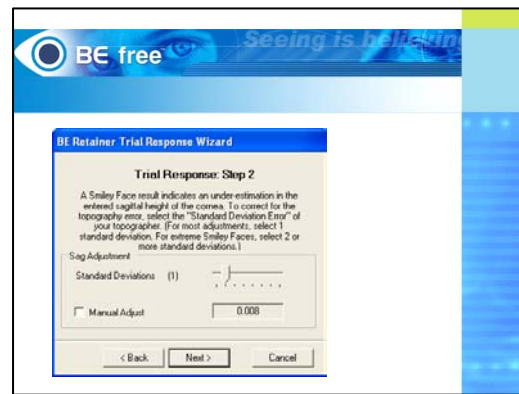 Seeing is believing
BE free
BE Retainer Trial Response Wizard
Trial Response: Step 2
A Smiley Face result indicates an under-estimation in the
entered sagittal height of the cornea. To correct for the
topography error, select the "Standard Deviation Error" of
your topographer. (For most adjustments, select 1
standard deviation. For extreme Smiley Faces, select 2 or
more standard deviations.)
Sag Adjustment
Standard Deviations (1)
Manual Adjust 0.008
< Back Next > Cancel